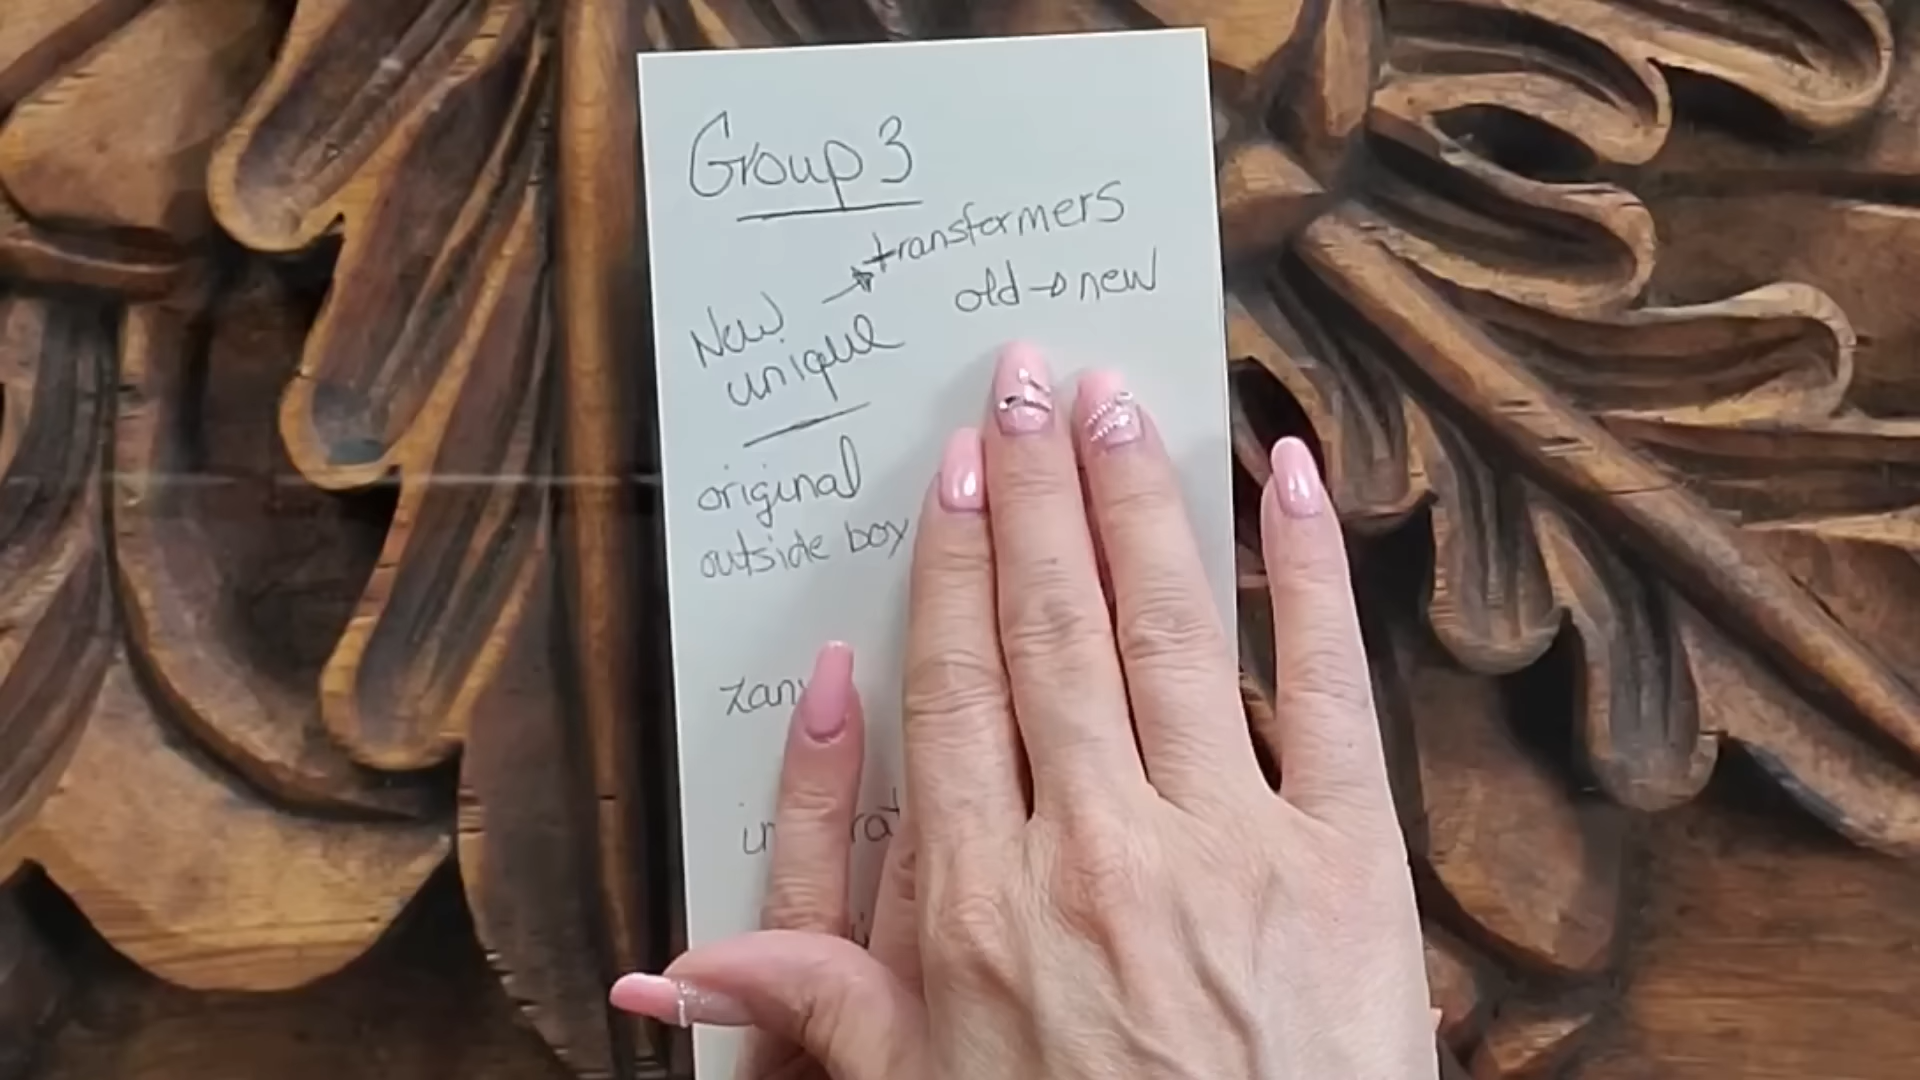 Group 3
→ transformers
old → new
New
unique
original
outside box